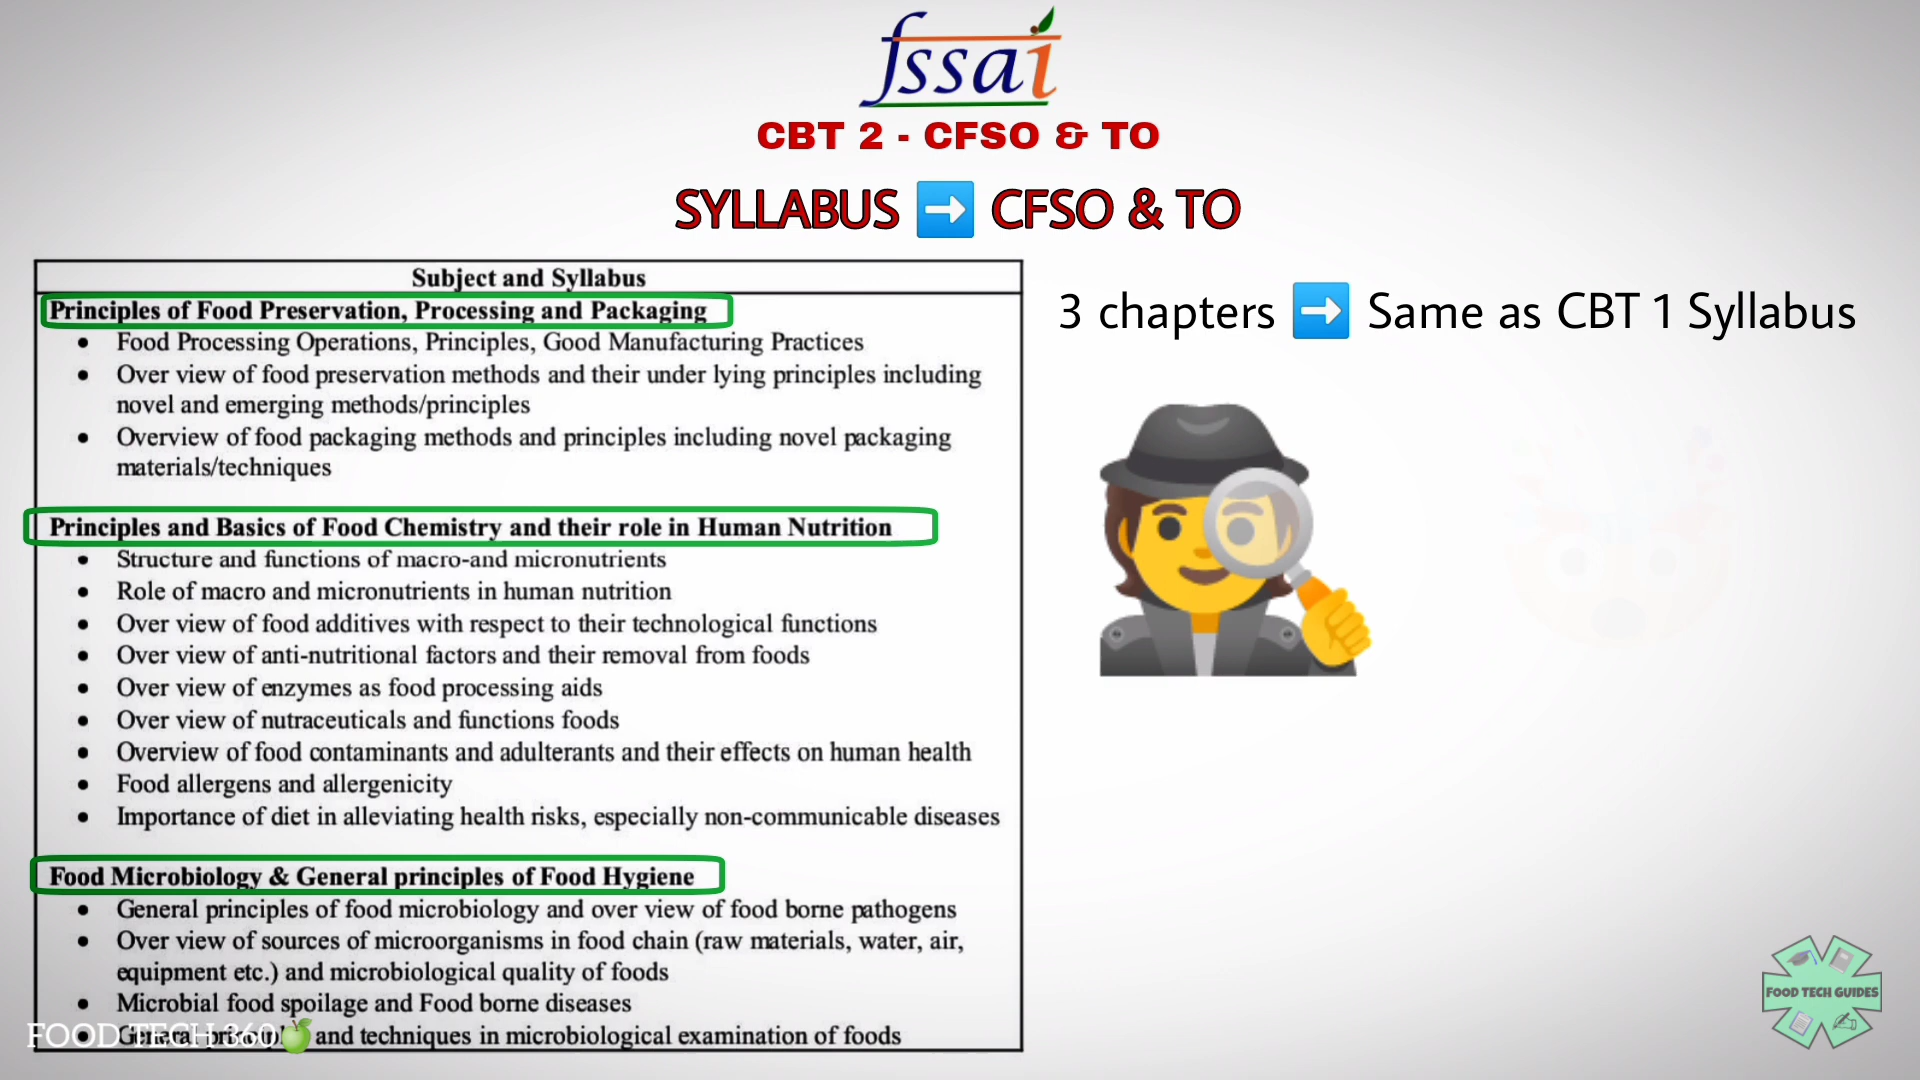 fssai
CBT 2 - CFSO & TO
SYLLABUS ➡ CFSO & TO
Subject and Syllabus
Principles of Food Preservation, Processing and Packaging
• Food Processing Operations, Principles, Good Manufacturing Practices
• Over view of food preservation methods and their under lying principles including
novel and emerging methods/principles
• Overview of food packaging methods and principles including novel packaging
materials/techniques
Principles and Basics of Food Chemistry and their role in Human Nutrition
• Structure and functions of macro-and micronutrients
• Role of macro and micronutrients in human nutrition
• Over view of food additives with respect to their technological functions
• Over view of anti-nutritional factors and their removal from foods
• Over view of enzymes as food processing aids
• Over view of nutraceuticals and functions foods
• Overview of food contaminants and adulterants and their effects on human health
• Food allergens and allergenicity
• Importance of diet in alleviating health risks, especially non-communicable diseases
Food Microbiology & General principles of Food Hygiene
• General principles of food microbiology and over view of food borne pathogens
• Over view of sources of microorganisms in food chain (raw materials, water, air,
equipment etc.) and microbiological quality of foods
• Microbial food spoilage and Food borne diseases
• General principles and techniques in microbiological examination of foods
3 chapters ➡ Same as CBT 1 Syllabus
FOOD TECH GUIDES
FOOD TECH 360